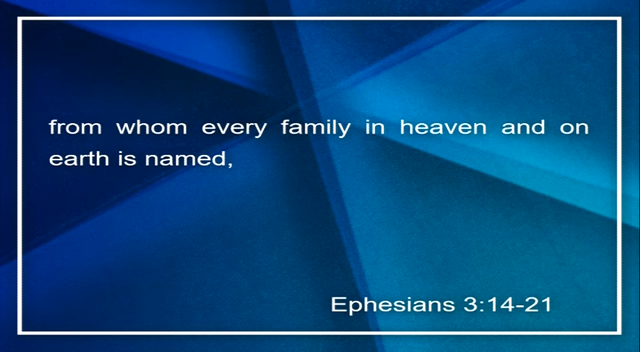 from whom every family in heaven and on
earth is named,
Ephesians 3:14-21